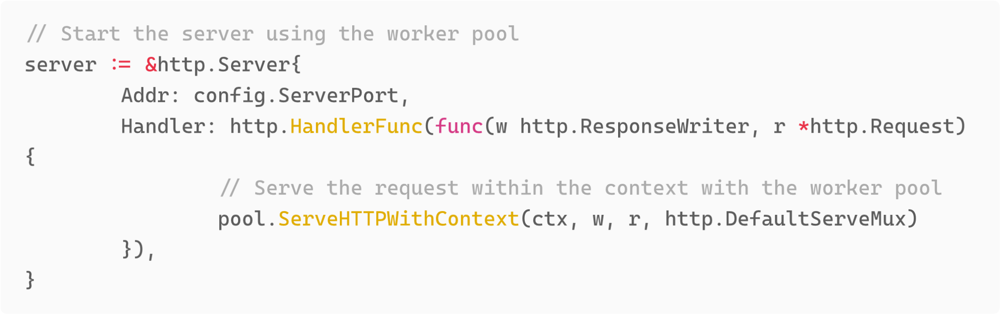 // Start the server using the worker pool
server := &http.Server{
        Addr: config.ServerPort,
        Handler: http.HandlerFunc(func(w http.ResponseWriter, r *http.Request)
{
                // Serve the request within the context with the worker pool
                pool.ServeHTTPWithContext(ctx, w, r, http.DefaultServeMux)
        }),
}